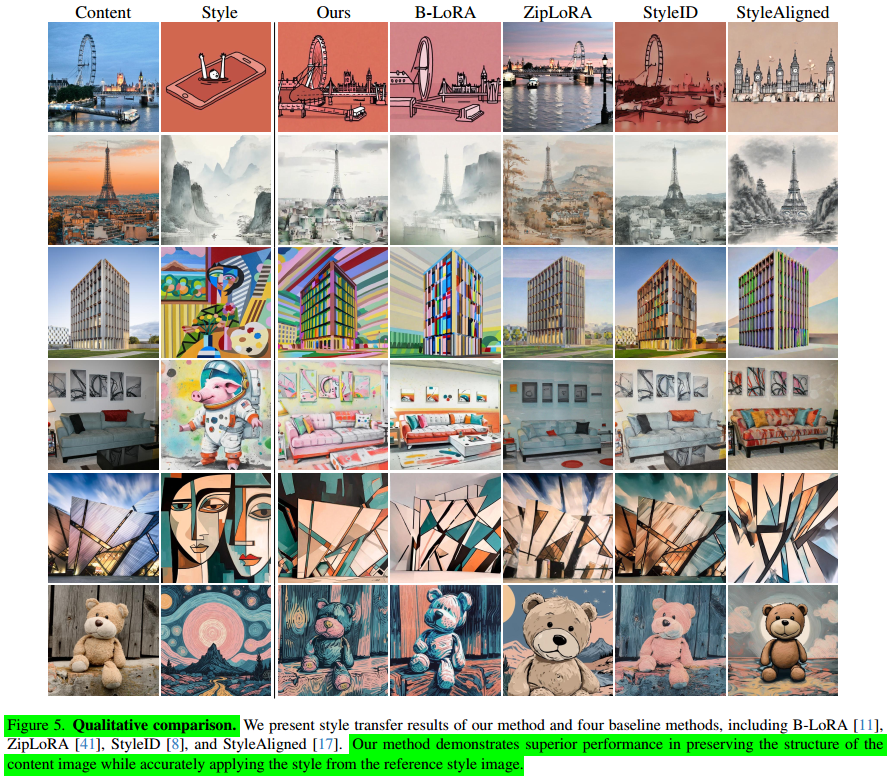 Content Style Ours B-LoRA ZipLoRA StyleID StyleAligned
Figure 5. Qualitative comparison. We present style transfer results of our method and four baseline methods, including B-LoRA [11],
ZipLoRA [41], StyleID [8], and StyleAligned [17]. Our method demonstrates superior performance in preserving the structure of the
content image while accurately applying the style from the reference style image.